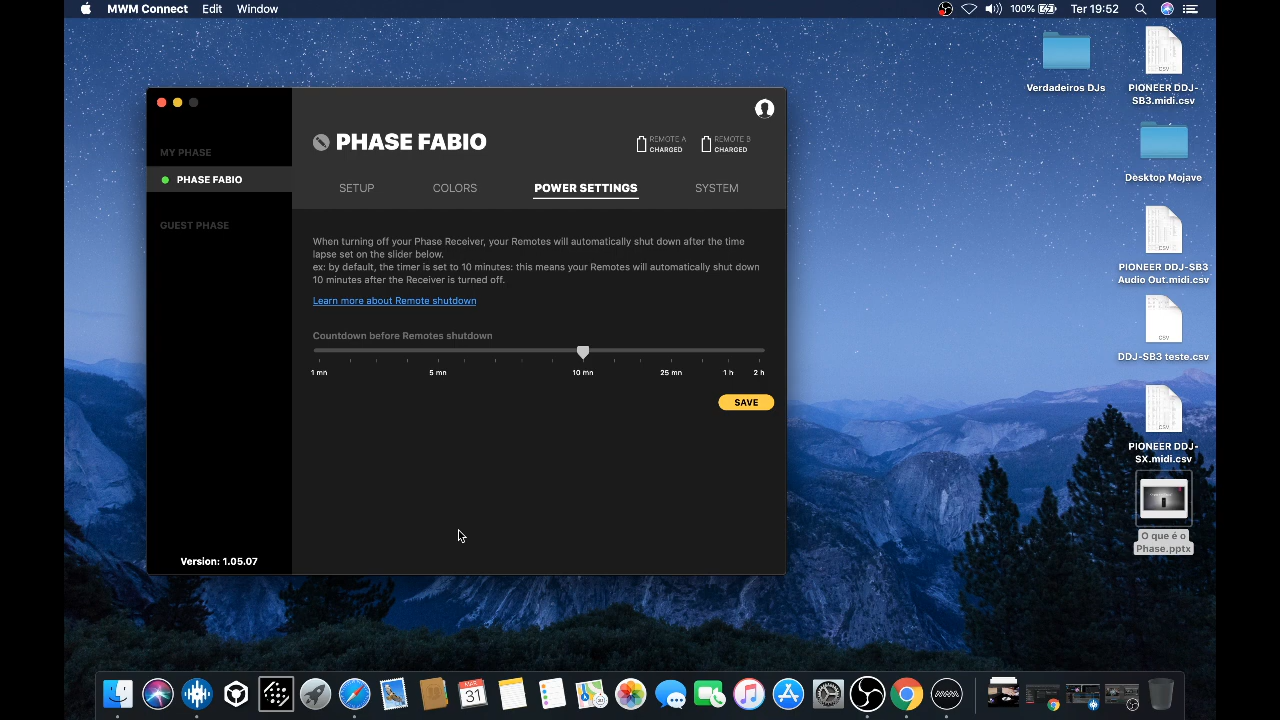 MWM Connect Edit Window
100% Ter 19:52
MY PHASE
PHASE FABIO
GUEST PHASE
Version: 1.05.07
PHASE FABIO
REMOTE A
CHARGED
REMOTE B
CHARGED
SETUP COLORS POWER SETTINGS SYSTEM
When turning off your Phase Receiver, your Remotes will automatically shut down after the time
lapse set on the slider below.
ex: by default, the timer is set to 10 minutes: this means your Remotes will automatically shut down
10 minutes after the Receiver is turned off.
Learn more about Remote shutdown
Countdown before Remotes shutdown
1 mn 5 mn 10 mn 25 mn 1 h 2 h
SAVE
Verdadeiros DJs
CSV
PIONEER DDJ-
SB3.midi.csv
Desktop Mojave
CSV
PIONEER DDJ-SB3
Audio Out.midi.csv
CSV
DDJ-SB3 teste.csv
CSV
PIONEER DDJ-
SX.midi.csv
O que é o
Phase.pptx
31